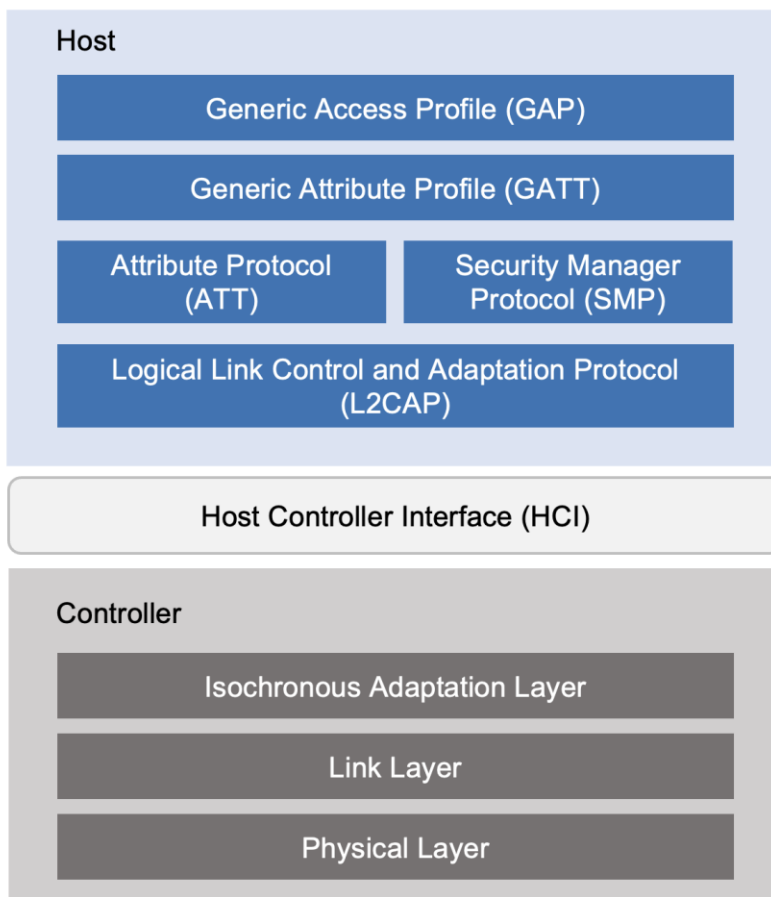 Host
Generic Access Profile (GAP)
Generic Attribute Profile (GATT)
Attribute Protocol
(ATT)
Security Manager
Protocol (SMP)
Logical Link Control and Adaptation Protocol
(L2CAP)
Host Controller Interface (HCI)
Controller
Isochronous Adaptation Layer
Link Layer
Physical Layer